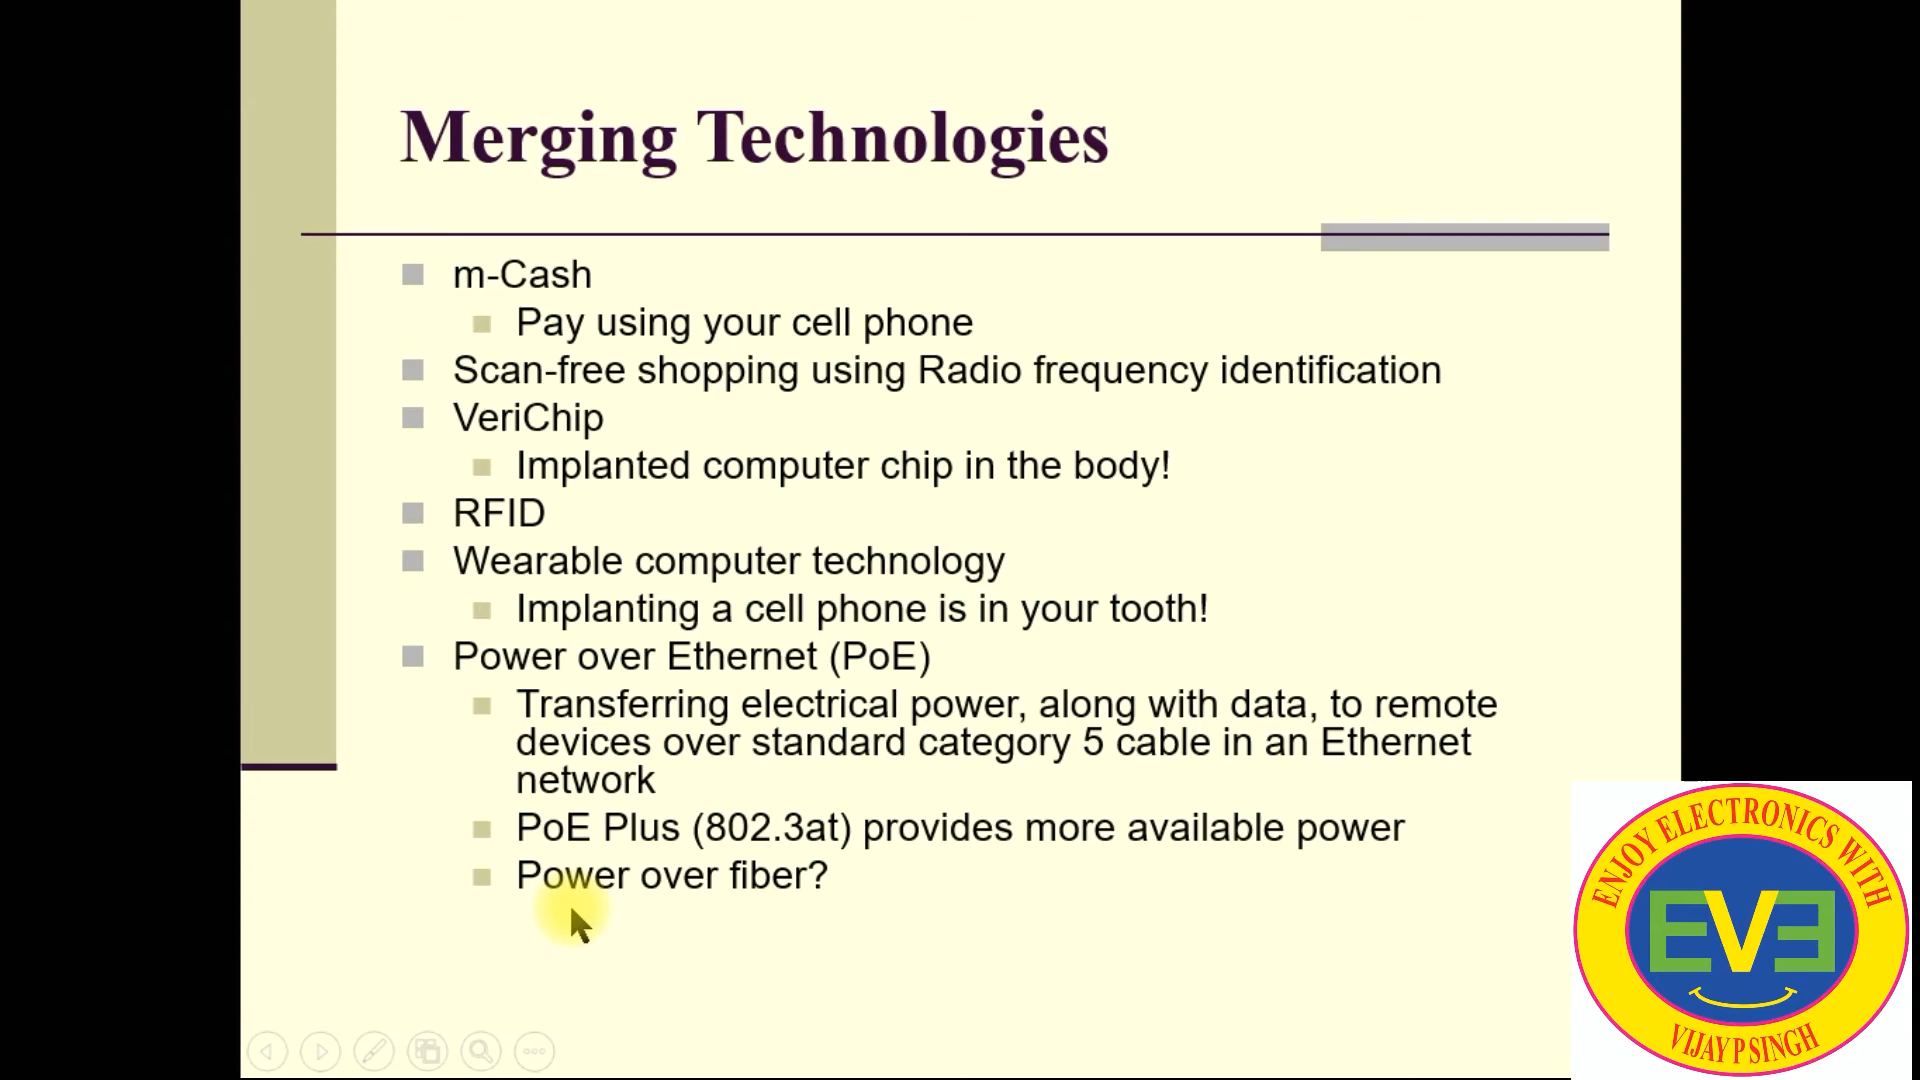 Merging Technologies
m-Cash
Pay using your cell phone
Scan-free shopping using Radio frequency identification
VeriChip
Implanted computer chip in the body!
RFID
Wearable computer technology
Implanting a cell phone is in your tooth!
Power over Ethernet (PoE)
Transferring electrical power, along with data, to remote
devices over standard category 5 cable in an Ethernet
network
PoE Plus (802.3at) provides more available power
Power over fiber?
ENJOY ELECTRONICS WITH
EVE
VIJAY P SINGH